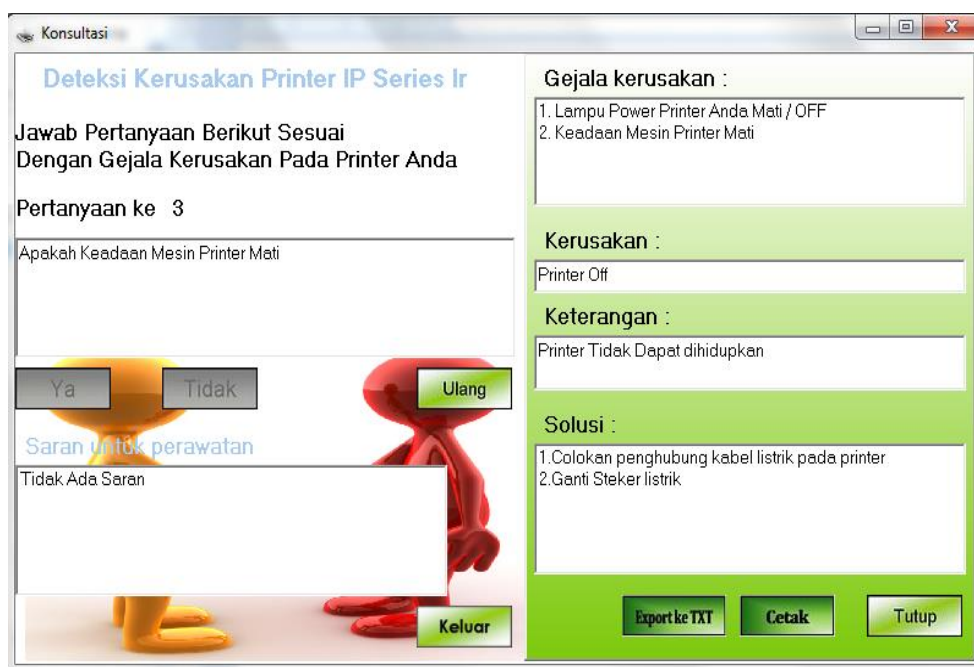 Konsultasi
Deteksi Kerusakan Printer IP Series Ir
Jawab Pertanyaan Berikut Sesuai
Dengan Gejala Kerusakan Pada Printer Anda
Pertanyaan ke 3
Apakah Keadaan Mesin Printer Mati
Ya
Tidak
Ulang
Saran untuk perawatan
Tidak Ada Saran
Keluar
Gejala kerusakan :
1. Lampu Power Printer Anda Mati / OFF
2. Keadaan Mesin Printer Mati
Kerusakan :
Printer Off
Keterangan :
Printer Tidak Dapat dihidupkan
Solusi :
1.Colokan penghubung kabel listrik pada printer
2.Ganti Steker listrik
Export ke TXT
Cetak
Tutup